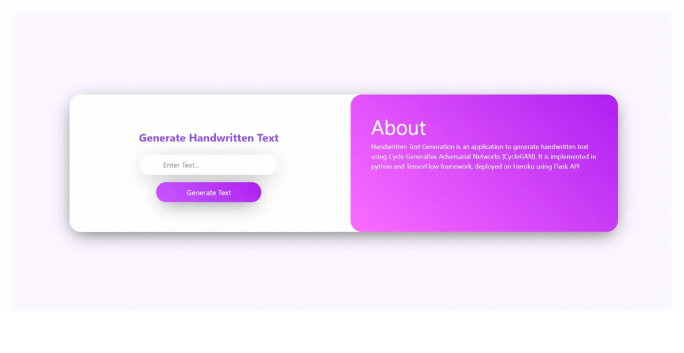 Generate Handwritten Text
Enter Text...
Generate Text
About
Handwritten Text Generation is an application to generate handwritten text
using Cycle Generative Adversarial Networks (CycleGAN). It is implemented in
python and TensorFlow framework, deployed on Heroku using Flask API